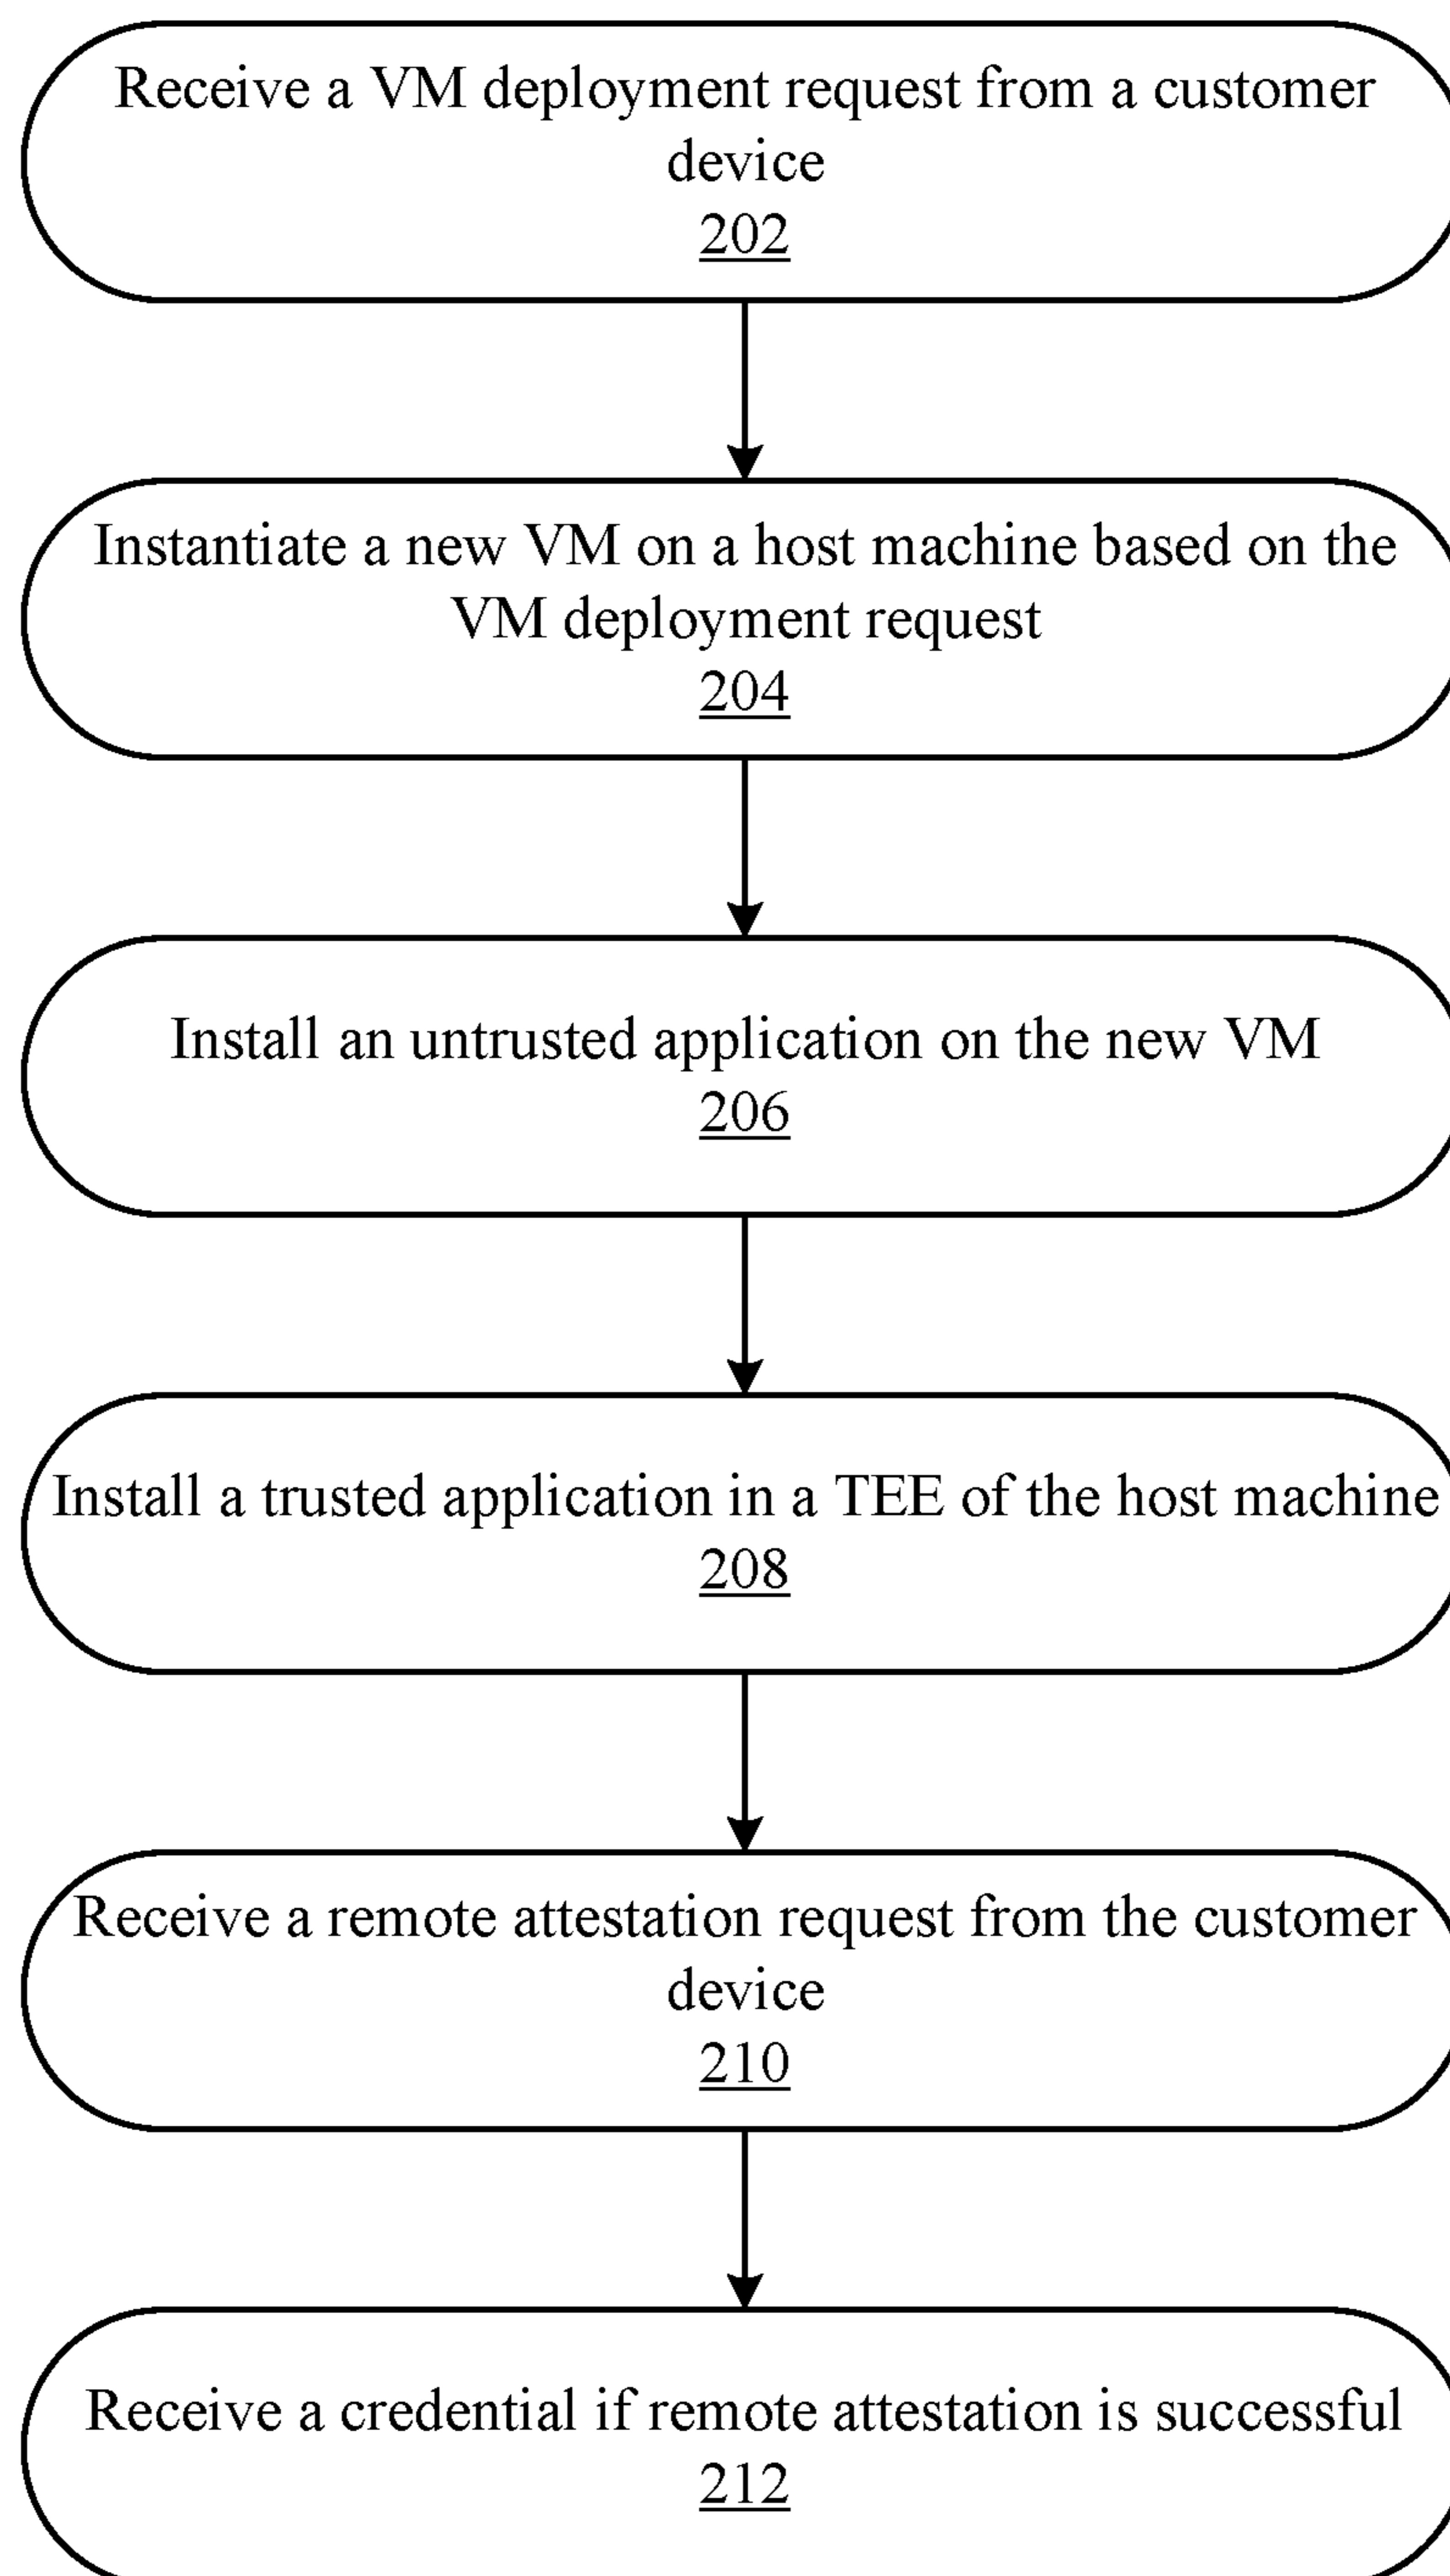 Receive a VM deployment request from a customer
device
202
Instantiate a new VM on a host machine based on the
VM deployment request
204
Install an untrusted application on the new VM
206
Install a trusted application in a TEE of the host machine
208
Receive a remote attestation request from the customer
device
210
Receive a credential if remote attestation is successful
212